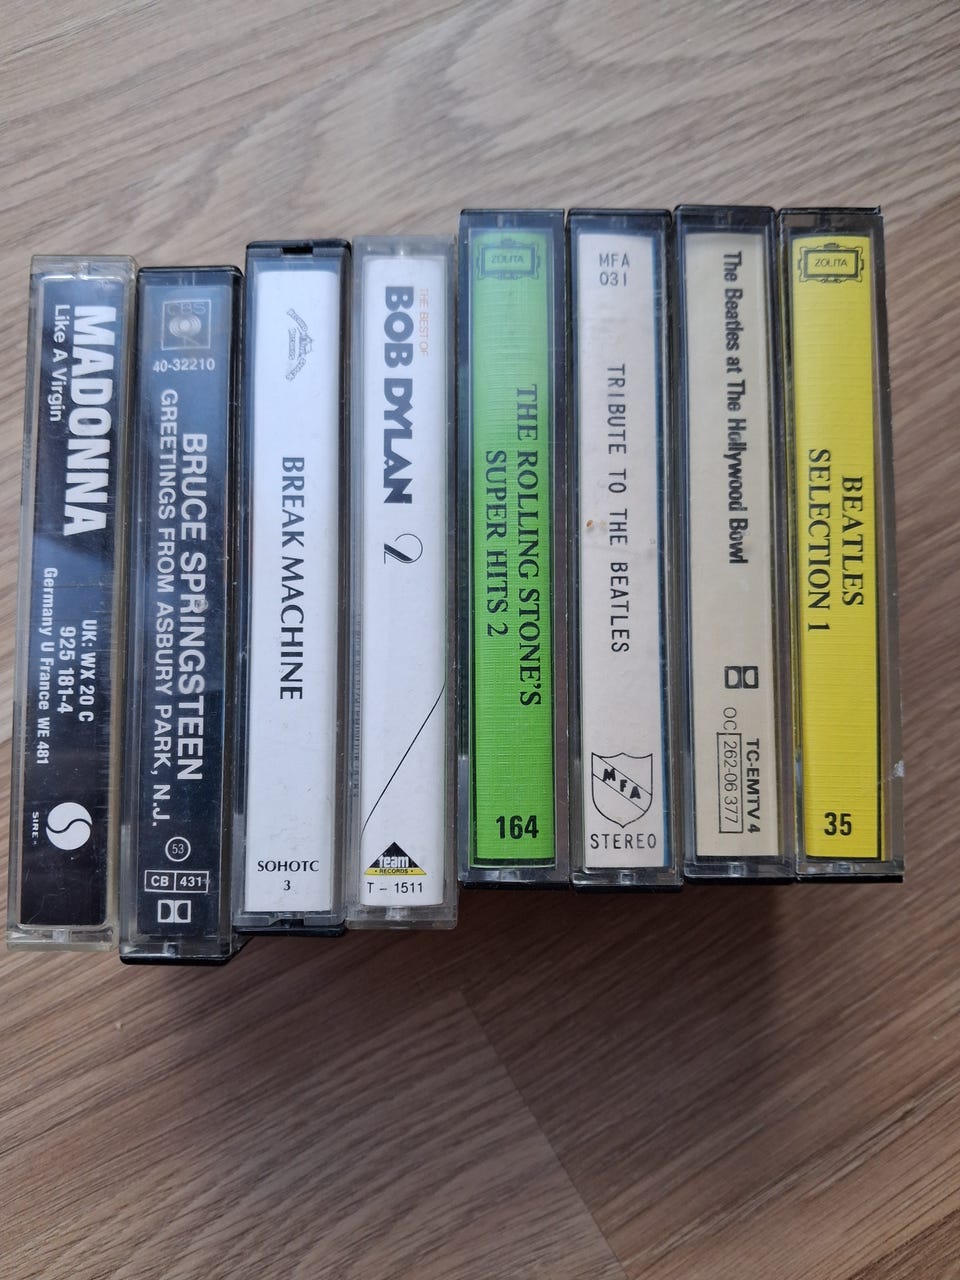 MADONNA
Like A Virgin
UK: WX 20 C
925 181-4
Germany U France WE 481
SIRE
CBS
40-32210
BRUCE SPRINGSTEEN
GREETINGS FROM ASBURY PARK, N.J.
53
CB 431
BREAK MACHINE
SOHOTC
3
THE BEST OF
BOB DYLAN
2
team
RECORDS
T - 1511
ZOLITA
THE ROLLING STONE'S
SUPER HITS 2
164
MFA
031
TRIBUTE TO THE BEATLES
MFA
STEREO
The Beatles at The Hollywood Bowl
TC-EMTV 4
OC 262-06 377
ZOLITA
BEATLES
SELECTION 1
35